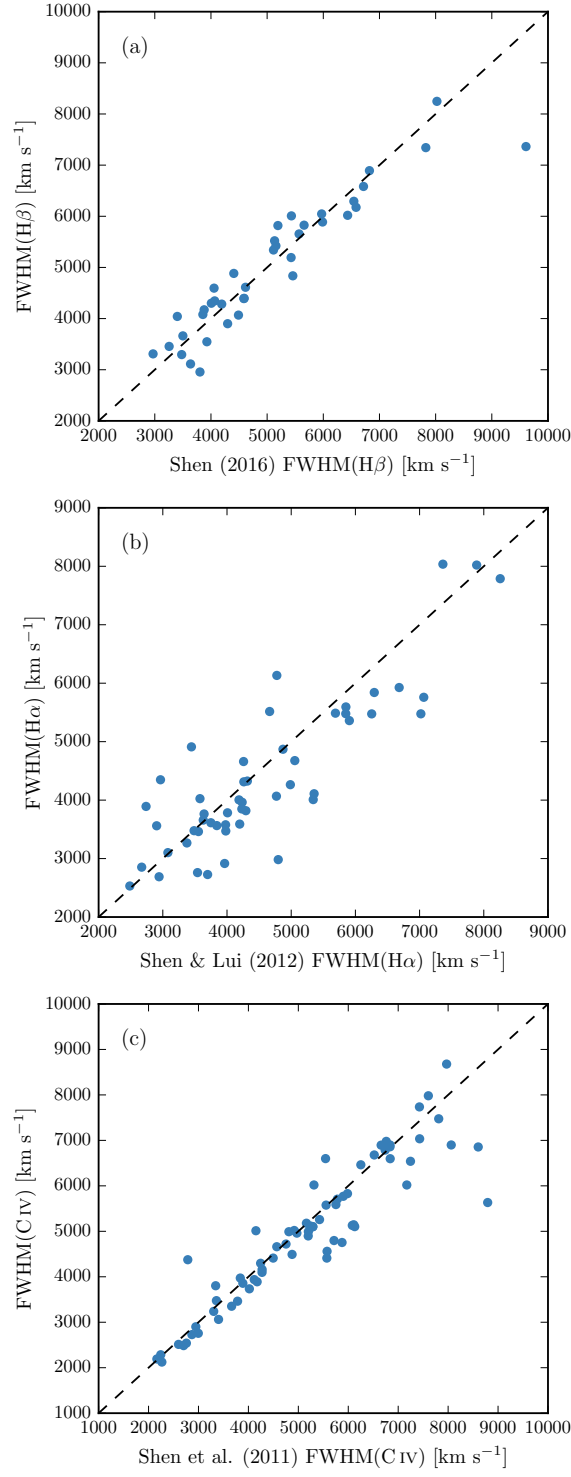 (a)
FWHM(Hβ) [km s⁻¹]
10000
9000
8000
7000
6000
5000
4000
3000
2000
2000 3000 4000 5000 6000 7000 8000 9000 10000
Shen (2016) FWHM(Hβ) [km s⁻¹]
(b)
FWHM(Hα) [km s⁻¹]
9000
8000
7000
6000
5000
4000
3000
2000
2000 3000 4000 5000 6000 7000 8000 9000
Shen & Lui (2012) FWHM(Hα) [km s⁻¹]
(c)
FWHM(C IV) [km s⁻¹]
10000
9000
8000
7000
6000
5000
4000
3000
2000
1000
1000 2000 3000 4000 5000 6000 7000 8000 9000 10000
Shen et al. (2011) FWHM(C IV) [km s⁻¹]